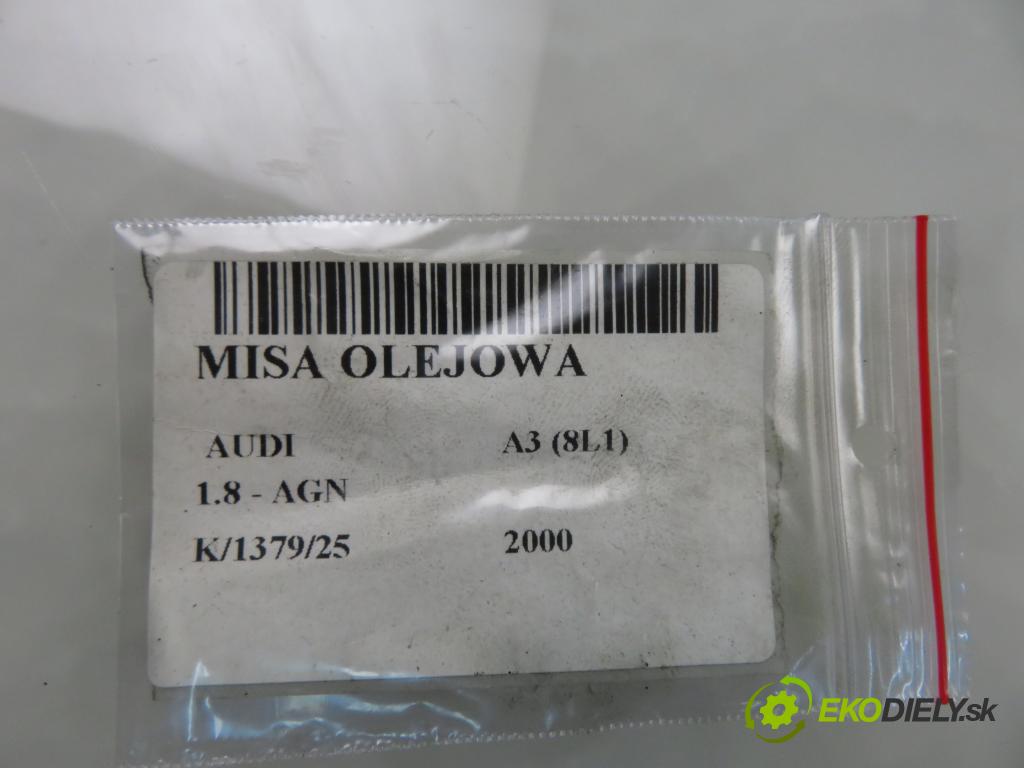 MISA OLEJOWA
AUDI A3 (8L1)
1.8 - AGN
K/1379/25 2000
EKODIELY.sk